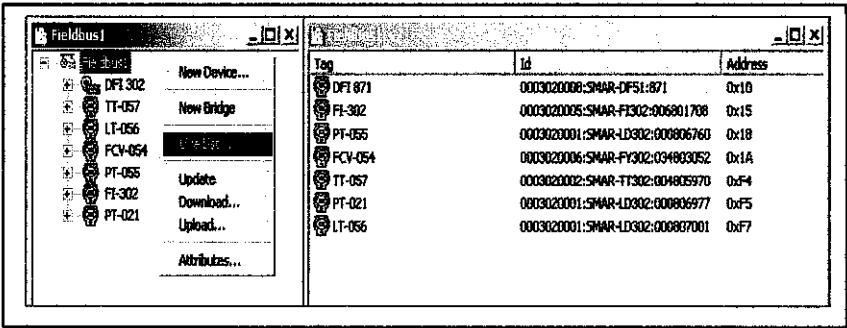 Fieldbus1
Fieldbus1
DFI 302
TT-057
LT-056
FCV-054
PT-055
FI-302
PT-021
New Device...
New Bridge
Update
Download...
Upload...
Attributes...
Tag Id Address
DFI 871 0003020008:SMAR-DF51:871 0x10
FI-302 0003020005:SMAR-FI302:006801708 0x15
PT-055 0003020001:SMAR-LD302:000806760 0x18
FCV-054 0003020006:SMAR-FY302:034803052 0x1A
TT-057 0003020002:SMAR-TT302:004805970 0xF4
PT-021 0003020001:SMAR-LD302:000806977 0xF5
LT-056 0003020001:SMAR-LD302:000807001 0xF7